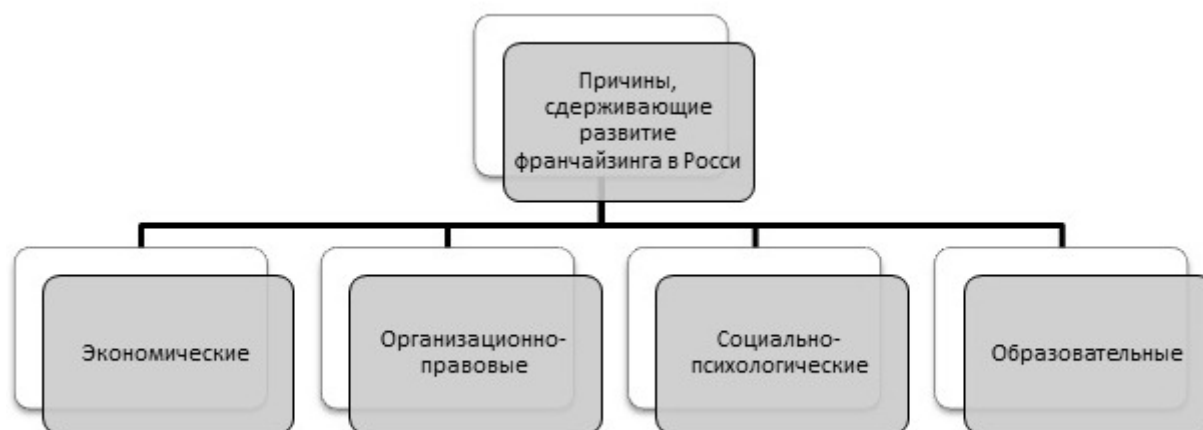 Причины,
сдерживающие
развитие
франчайзинга в Росси
Экономические
Организационно-
правовые
Социально-
психологические
Образовательные